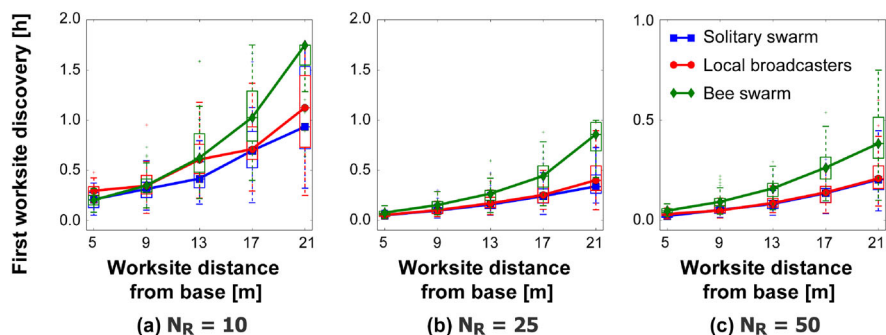 First worksite discovery [h]
2.0
1.5
1.0
0.5
0.0
5 9 13 17 21
Worksite distance
from base [m]
(a) N_R = 10
2.0
1.5
1.0
0.5
0.0
5 9 13 17 21
Worksite distance
from base [m]
(b) N_R = 25
1.0
0.5
0.0
Solitary swarm
Local broadcasters
Bee swarm
5 9 13 17 21
Worksite distance
from base [m]
(c) N_R = 50